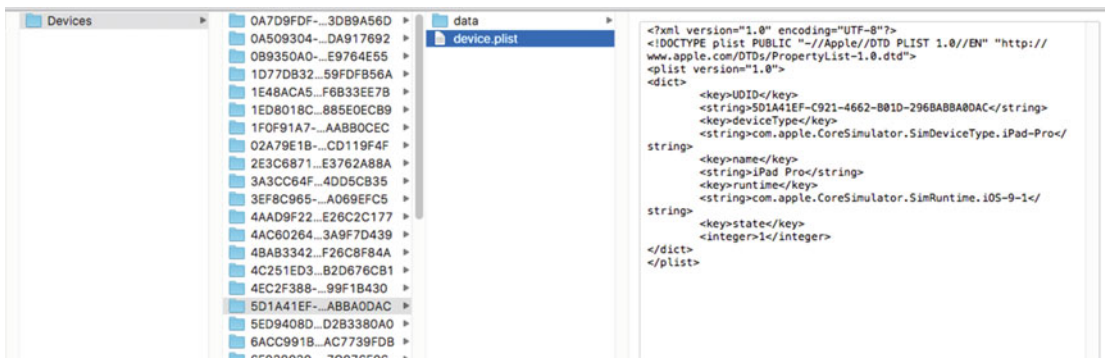 Devices
0A7D9FDF-...3DB9A56D
0A509304-...DA917692
0B9350A0-...E9764E55
1D77DB32...59FDFB56A
1E48ACA5...F6B33EE7B
1ED8018C...885E0ECB9
1F0F91A7-...AABB0CEC
02A79E1B-...CD119F4F
2E3C6871...E3762A88A
3A3CC64F...4DD5CB35
3EF8C965-...A069EFC5
4AAD9F22...E26C2C177
4AC60264...3A9F7D439
4BAB3342...F26C8F84A
4C251ED3...B2D676CB1
4EC2F388-...99F1B430
5D1A41EF-...ABBA0DAC
5ED9408D...D2B3380A0
6ACC991B...AC7739FDB
data
device.plist
<?xml version="1.0" encoding="UTF-8"?>
<!DOCTYPE plist PUBLIC "-//Apple//DTD PLIST 1.0//EN" "http://
www.apple.com/DTDs/PropertyList-1.0.dtd">
<plist version="1.0">
<dict>
<key>UDID</key>
<string>5D1A41EF-C921-4662-B01D-296BABBA0DAC</string>
<key>deviceType</key>
<string>com.apple.CoreSimulator.SimDeviceType.iPad-Pro</
string>
<key>name</key>
<string>iPad Pro</string>
<key>runtime</key>
<string>com.apple.CoreSimulator.SimRuntime.iOS-9-1</
string>
<key>state</key>
<integer>1</integer>
</dict>
</plist>